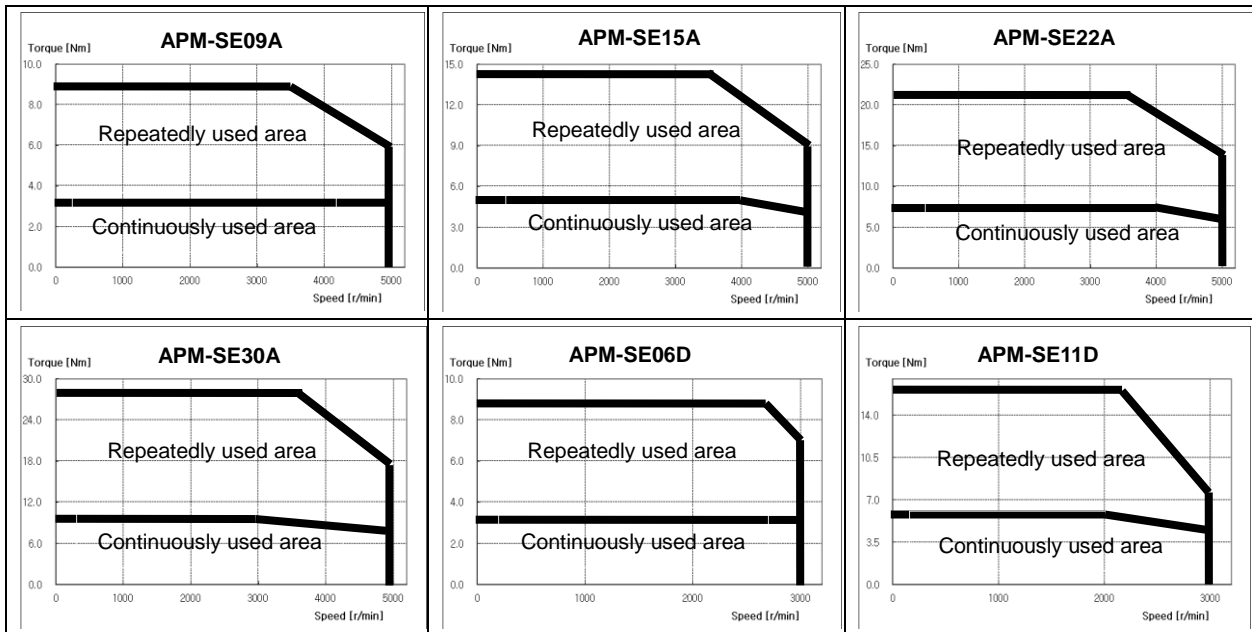 APM-SE09A
Torque [Nm]
10.0
8.0
Repeatedly used area
6.0
4.0
Continuously used area
2.0
0.0
0 1000 2000 3000 4000 5000
Speed [r/min]
APM-SE15A
Torque [Nm]
15.0
14.0
Repeatedly used area
9.0
6.0
Continuously used area
3.0
0.0
0 1000 2000 3000 4000 5000
Speed [r/min]
APM-SE22A
Torque [Nm]
25.0
20.0
Repeatedly used area
15.0
10.0
Continuously used area
5.0
0.0
0 1000 2000 3000 4000 5000
Speed [r/min]
APM-SE30A
Torque [Nm]
30.0
24.0
Repeatedly used area
18.0
12.0
Continuously used area
6.0
0.0
0 1000 2000 3000 4000 5000
Speed [r/min]
APM-SE06D
Torque [Nm]
10.0
8.0
Repeatedly used area
6.0
4.0
Continuously used area
2.0
0.0
0 1000 2000 3000
Speed [r/min]
APM-SE11D
Torque [Nm]
14.0
Repeatedly used area
10.5
7.0
Continuously used area
3.5
0.0
0 1000 2000 3000
Speed [r/min]